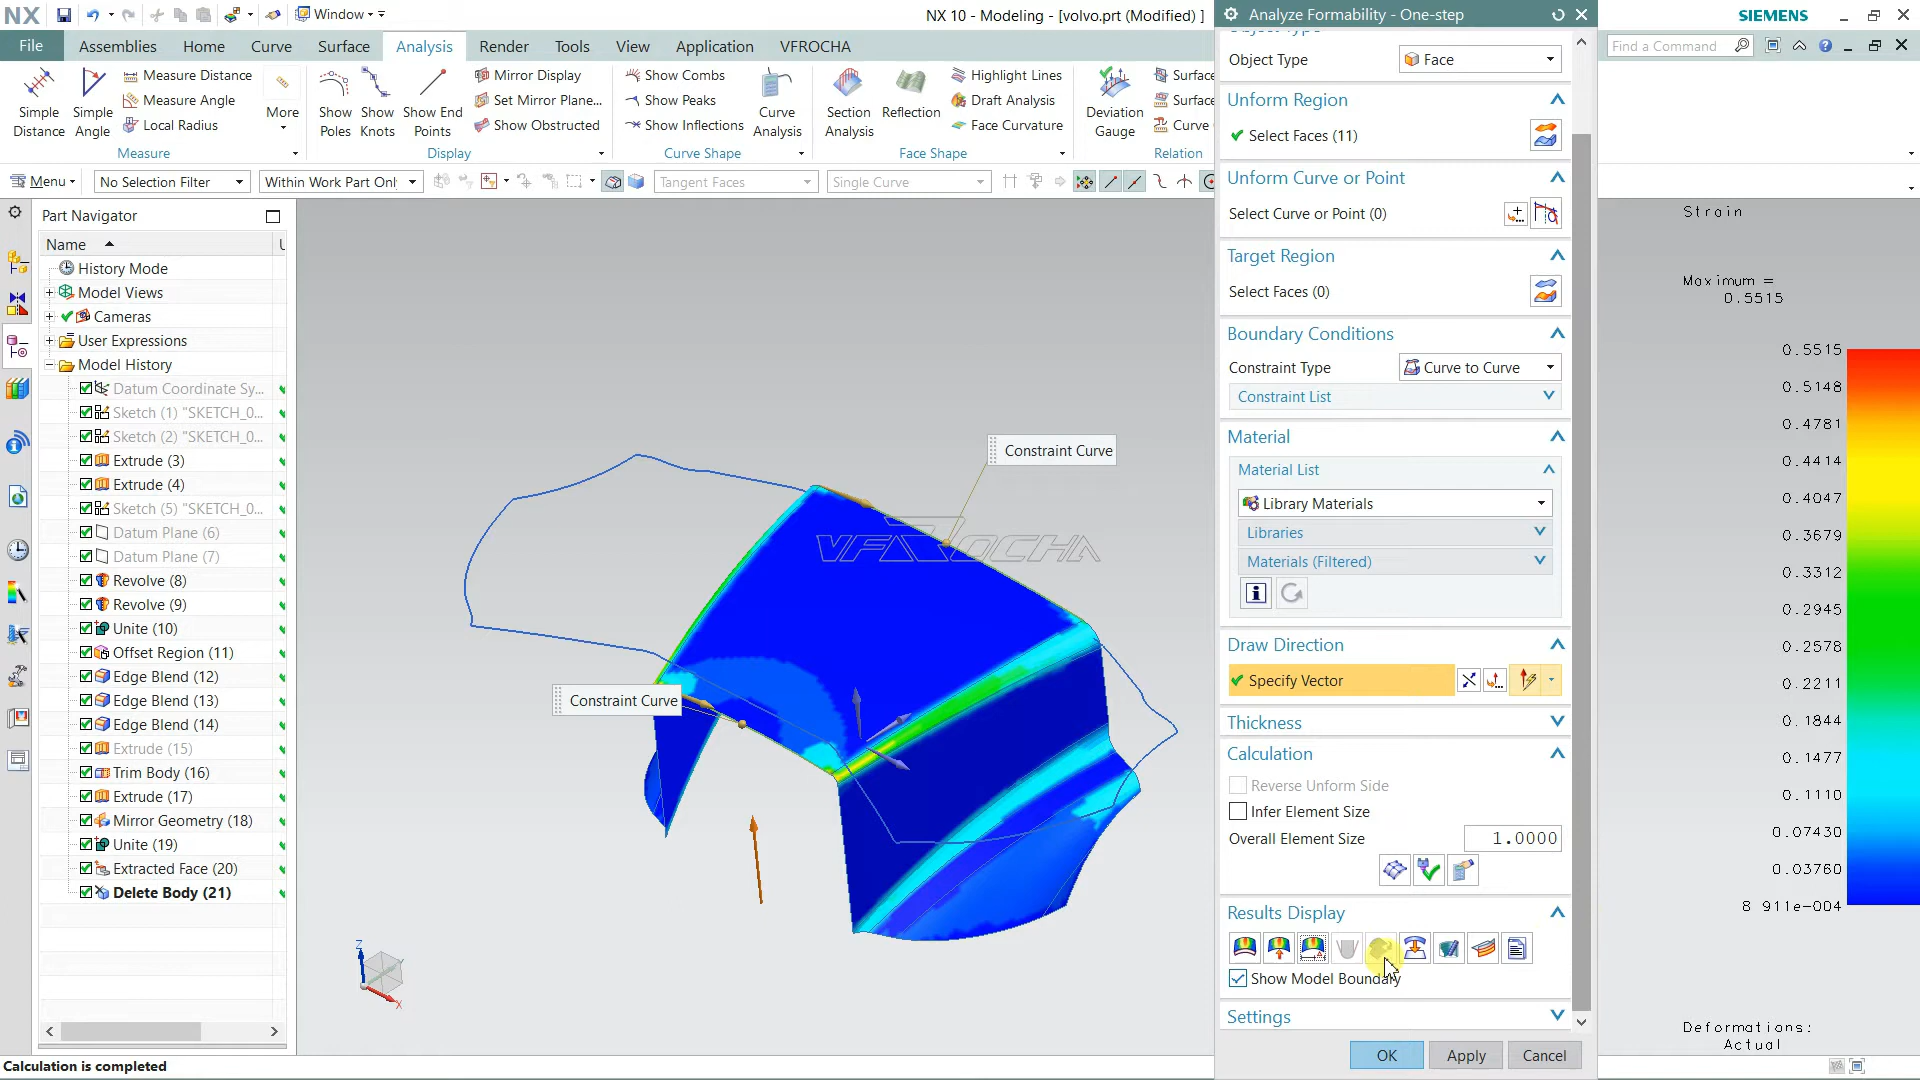 NX
Window
NX 10 - Modeling - [volvo.prt (Modified) ]
Analyze Formability - One-step
SIEMENS
File
Assemblies
Home
Curve
Surface
Analysis
Render
Tools
View
Application
VFROCHA
Find a Command
Simple Distance
Simple Angle
Measure Distance
Measure Angle
Local Radius
More
Measure
Show Poles
Show Knots
Show End Points
Mirror Display
Set Mirror Plane...
Show Obstructed
Display
Show Combs
Show Peaks
Show Inflections
Curve Analysis
Curve Shape
Section Analysis
Reflection
Highlight Lines
Draft Analysis
Face Curvature
Face Shape
Deviation Gauge
Surface
Surface
Curve
Relation
Menu
No Selection Filter
Within Work Part Onl
Tangent Faces
Single Curve
Part Navigator
Name
History Mode
Model Views
Cameras
User Expressions
Model History
Datum Coordinate Sy...
Sketch (1) "SKETCH_0...
Sketch (2) "SKETCH_0...
Extrude (3)
Extrude (4)
Sketch (5) "SKETCH_0...
Datum Plane (6)
Datum Plane (7)
Revolve (8)
Revolve (9)
Unite (10)
Offset Region (11)
Edge Blend (12)
Edge Blend (13)
Edge Blend (14)
Extrude (15)
Trim Body (16)
Extrude (17)
Mirror Geometry (18)
Unite (19)
Extracted Face (20)
Delete Body (21)
Calculation is completed
Constraint Curve
Constraint Curve
VFROCHA
Z
X
Object Type
Object Type
Face
Unform Region
Select Faces (11)
Unform Curve or Point
Select Curve or Point (0)
Target Region
Select Faces (0)
Boundary Conditions
Constraint Type
Curve to Curve
Constraint List
Material
Material List
Library Materials
Libraries
Materials (Filtered)
Draw Direction
Specify Vector
Thickness
Calculation
Reverse Unform Side
Infer Element Size
Overall Element Size
1.0000
Results Display
Show Model Boundary
Settings
OK
Apply
Cancel
Strain
Maximum =
0.5515
0.5515
0.5148
0.4781
0.4414
0.4047
0.3679
0.3312
0.2945
0.2578
0.2211
0.1844
0.1477
0.1110
0.07430
0.03760
8 911e-004
Deformations:
Actual